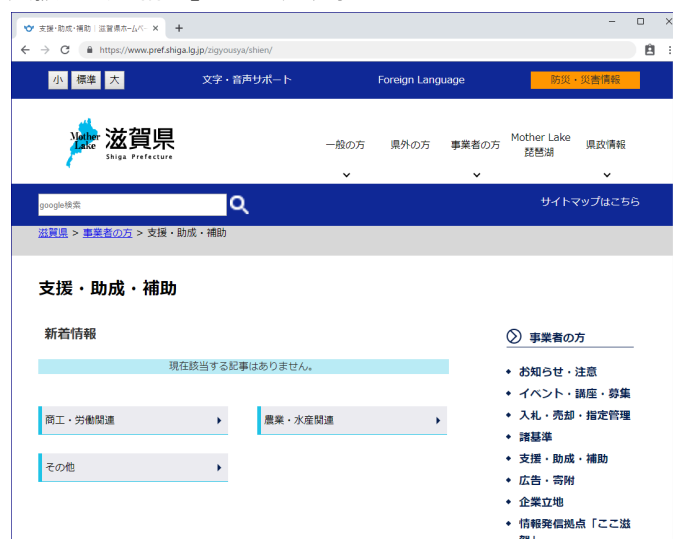 支援・助成・補助｜滋賀県ホームペー
https://www.pref.shiga.lg.jp/zigyousya/shien/
小 標準 大 文字・音声サポート Foreign Language 防災・災害情報
Mother Lake 滋賀県 Shiga Prefecture
一般の方 県外の方 事業者の方 Mother Lake 琵琶湖 県政情報
google検索 サイトマップはこちら
滋賀県 > 事業者の方 > 支援・助成・補助
支援・助成・補助
新着情報
現在該当する記事はありません。
商工・労働関連 農業・水産関連
その他
事業者の方
お知らせ・注意
イベント・講座・募集
入札・売却・指定管理
諸基準
支援・助成・補助
広告・寄附
企業立地
情報発信拠点「ここ滋